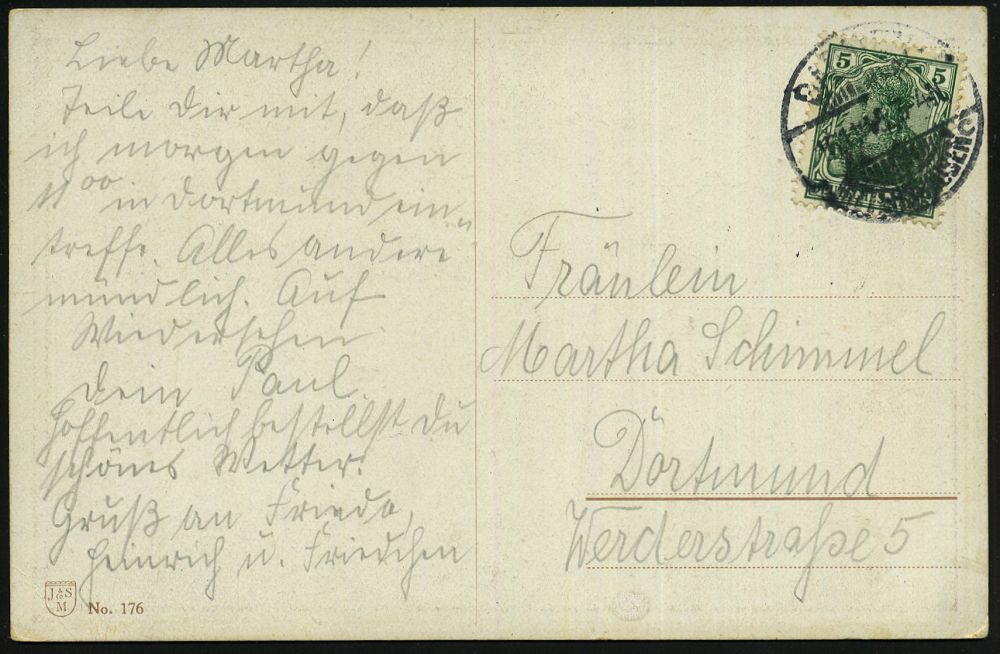 Liebe Martha!
Teile Dir mit, daß
ich morgen gegen
11⁰⁰ in Dortmund ein-
treffe. Alles andere
mündlich. Auf
Wiedersehen
Dein Paul.
Hoffentlich bestellst Du
schönes Wetter.
Gruß an Frieda,
Heinrich u. Friedchen
J & S
M
No. 176
5 5
Fräulein
Martha Schimmel
Dortmund
Werderstraße 5